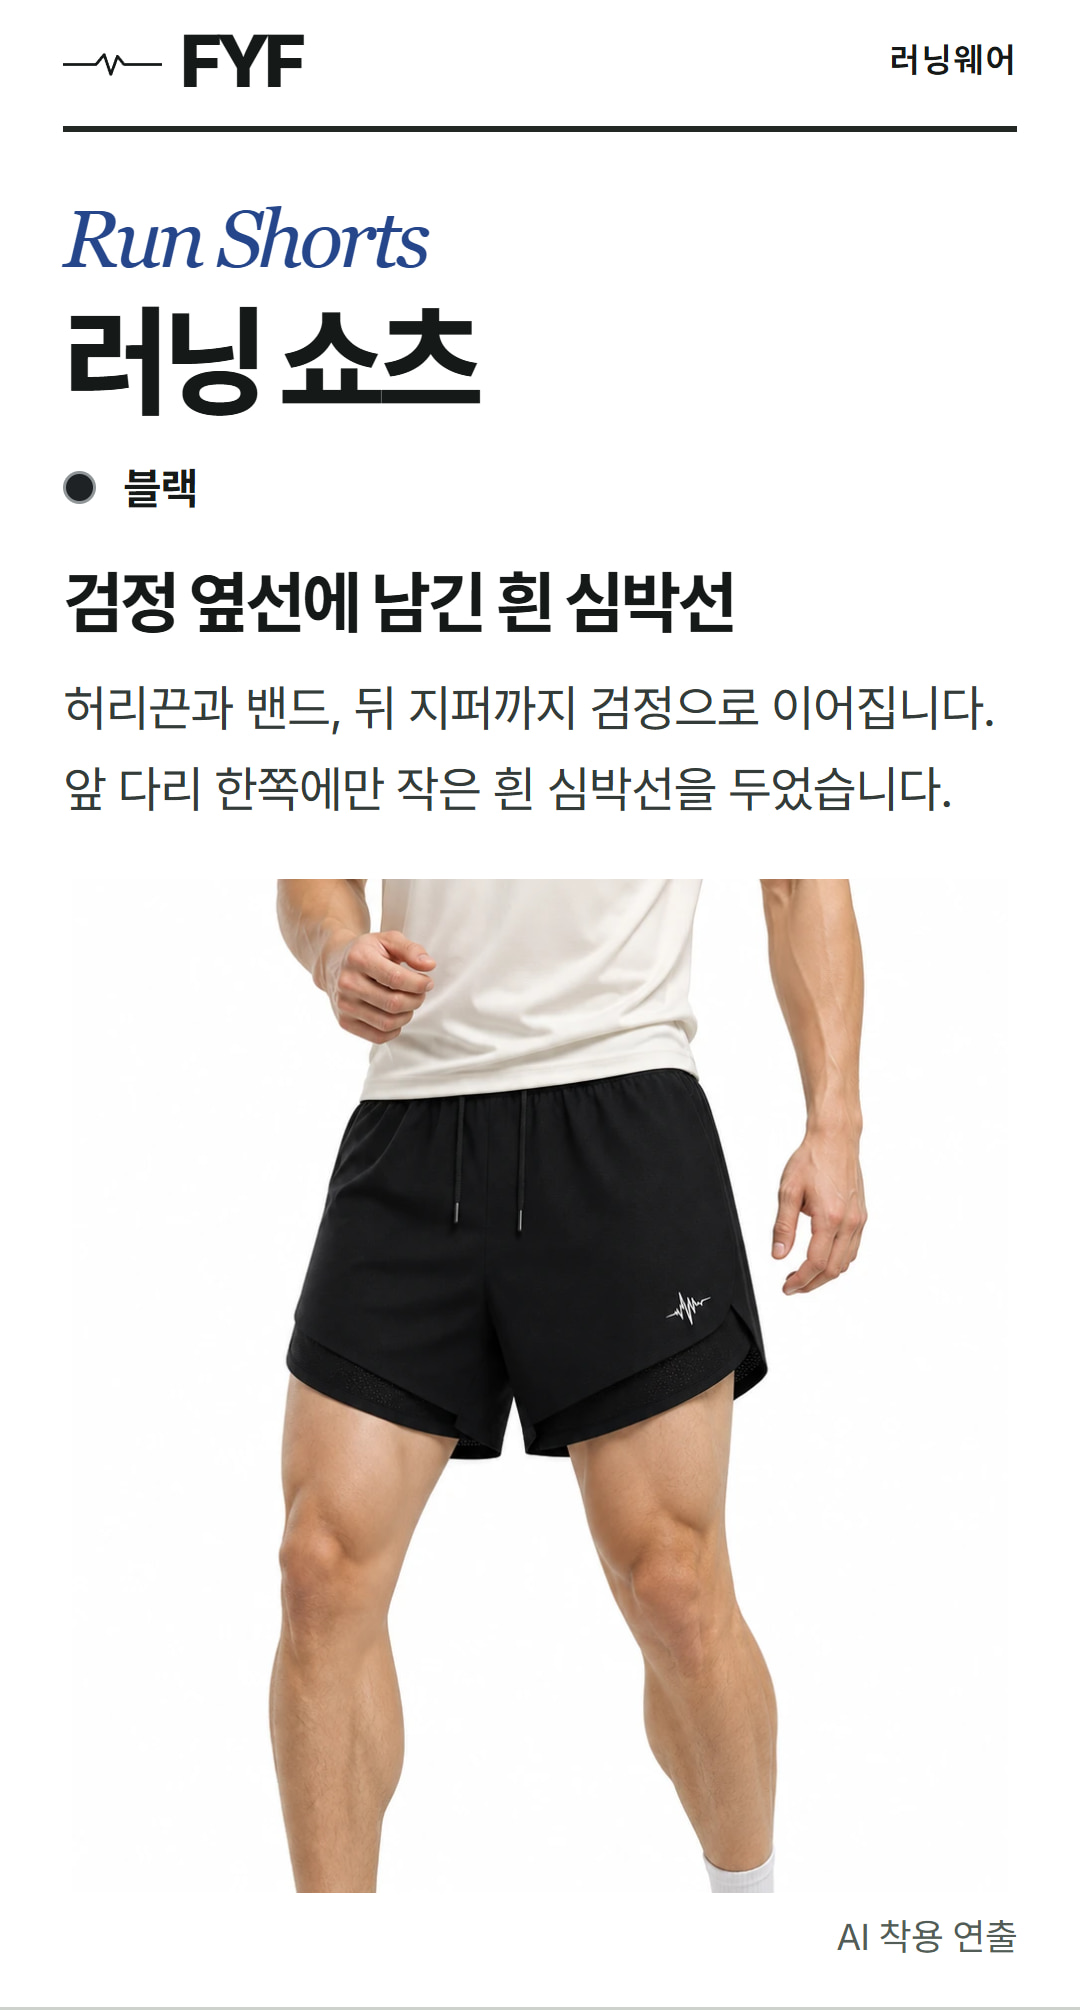 FYF
러닝웨어
Run Shorts
러닝 쇼츠
블랙
검정 옆선에 남긴 흰 심박선
허리끈과 밴드, 뒤 지퍼까지 검정으로 이어집니다.
앞 다리 한쪽에만 작은 흰 심박선을 두었습니다.
AI 착용 연출